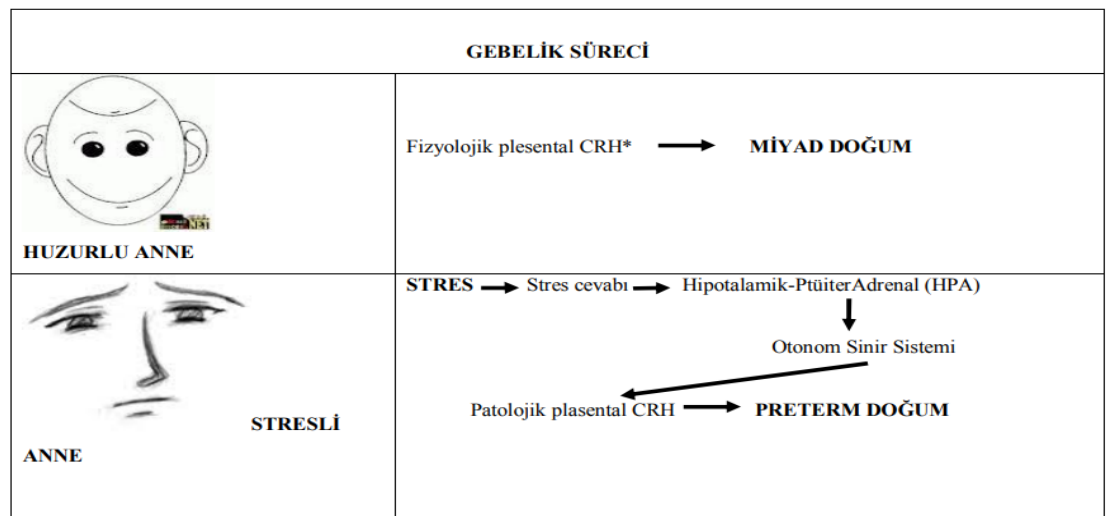 GEBELİK SÜRECİ
HUZURLU ANNE
Fizyolojik plesental CRH* MİYAD DOĞUM
STRES Stres cevabı Hipotalamik-PtüiterAdrenal (HPA)
Otonom Sinir Sistemi
Patolojik plasental CRH PRETERM DOĞUM
STRESLİ
ANNE